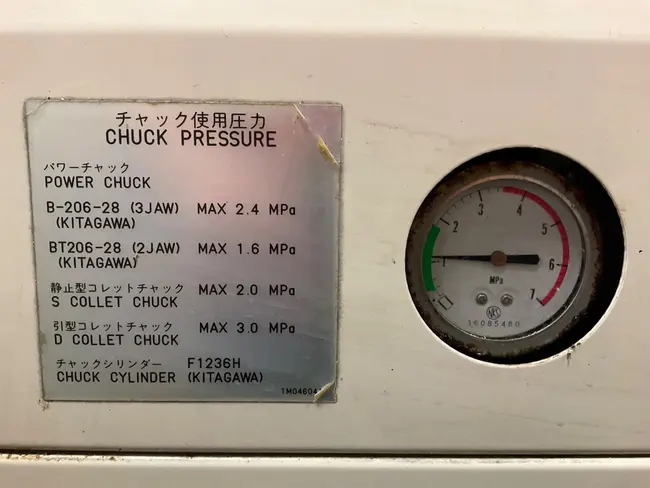 チャック使用圧力
CHUCK PRESSURE
パワーチャック
POWER CHUCK
B-206-28 (3JAW) MAX 2.4 MPa
(KITAGAWA)
BT206-28 (2JAW) MAX 1.6 MPa
(KITAGAWA)
静止型コレットチャック MAX 2.0 MPa
S COLLET CHUCK
引型コレットチャック MAX 3.0 MPa
D COLLET CHUCK
チャックシリンダー F1236H
CHUCK CYLINDER (KITAGAWA)
1 2 3 4 5 6 7
MPa
16085460